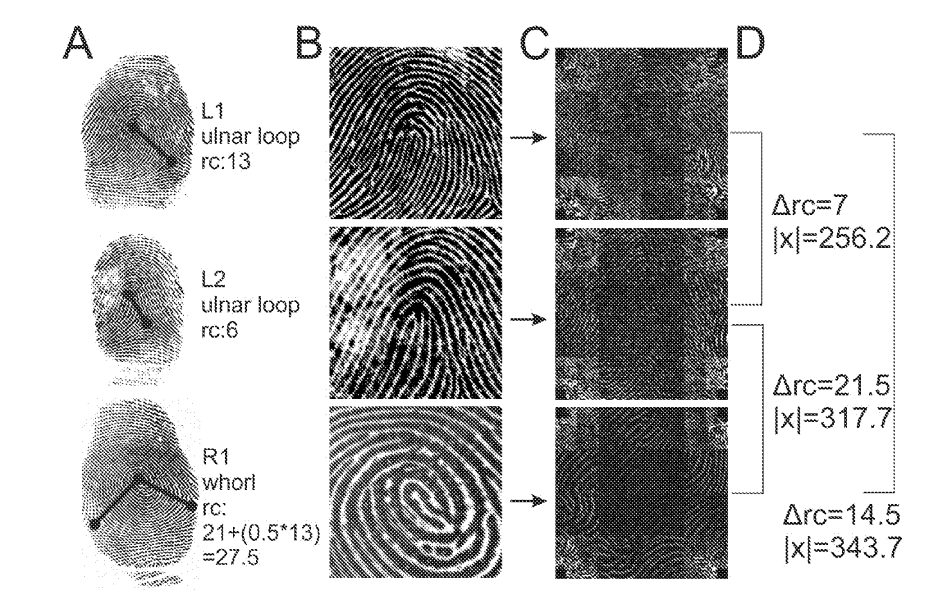 A
B
C
D
L1
ulnar loop
rc:13
Δrc=7
|x|=256.2
L2
ulnar loop
rc:6
Δrc=21.5
|x|=317.7
R1
whorl
rc:
21+(0.5*13)
=27.5
Δrc=14.5
|x|=343.7